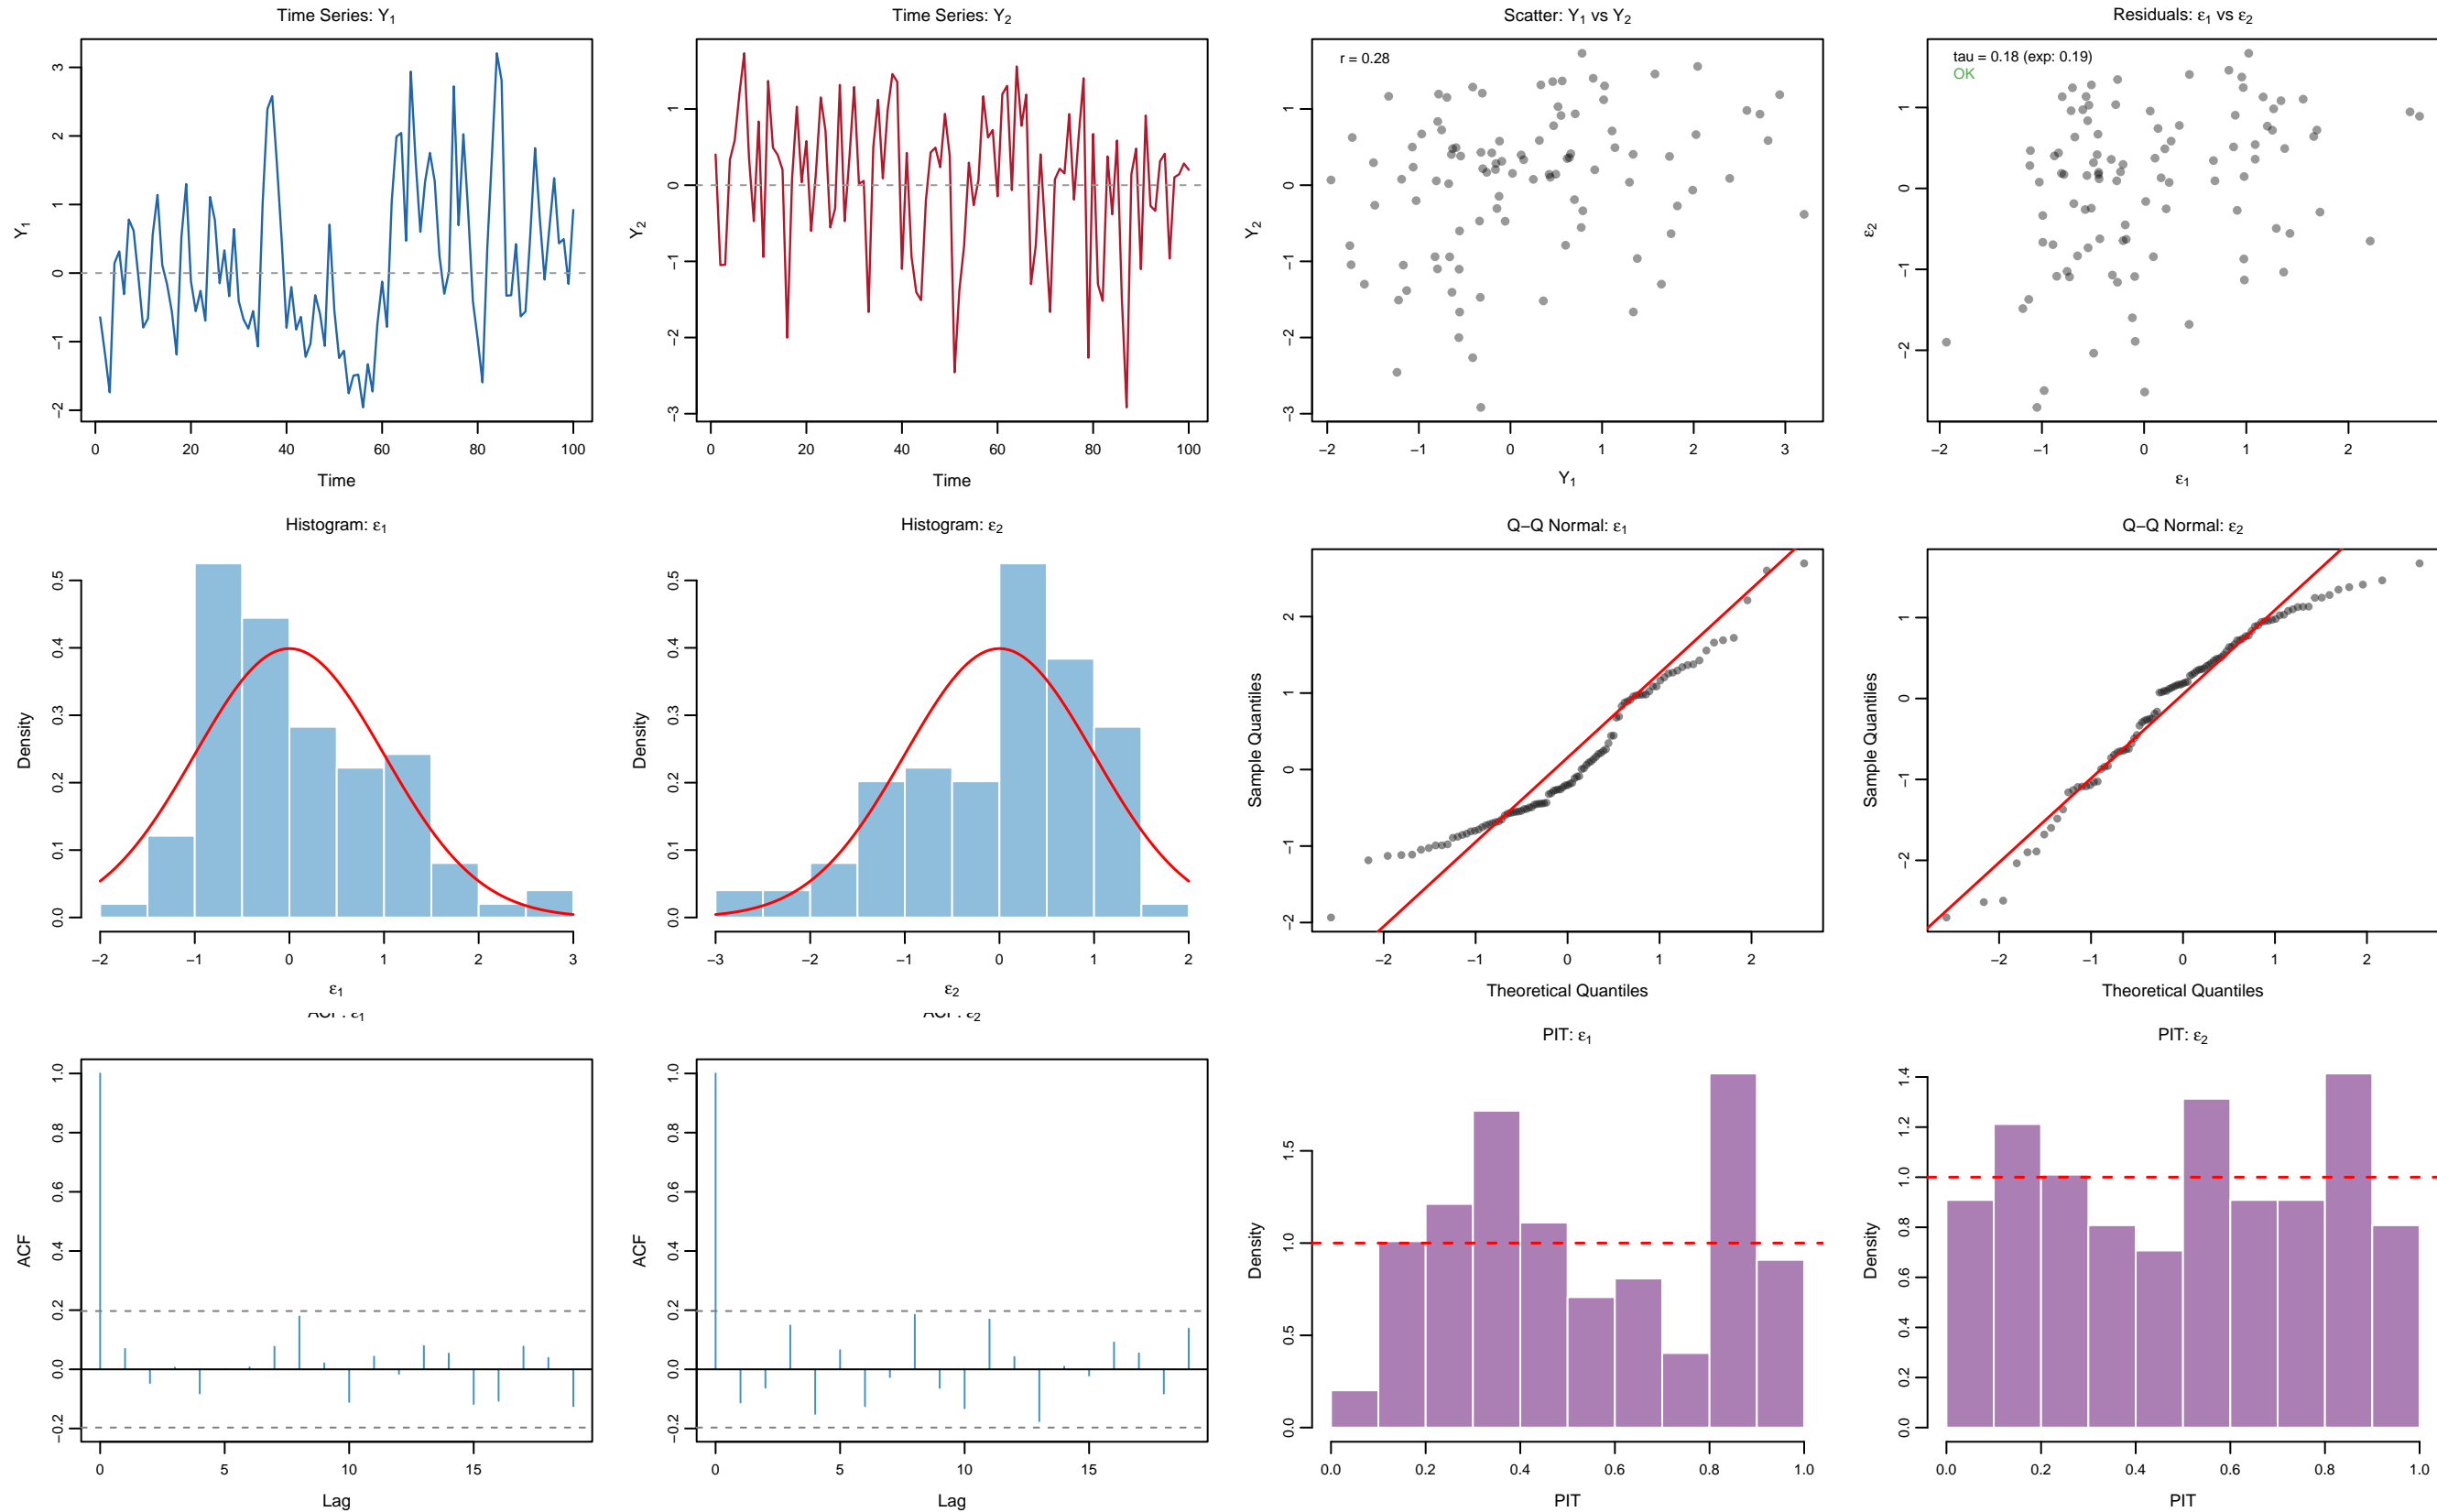 Time Series: Y₁
Y₁
3
2
1
0
−1
−2
0 20 40 60 80 100
Time
Time Series: Y₂
Y₂
1
0
−1
−2
−3
0 20 40 60 80 100
Time
Scatter: Y₁ vs Y₂
r = 0.28
Y₂
1
0
−1
−2
−3
−2 −1 0 1 2 3
Y₁
Residuals: ε₁ vs ε₂
tau = 0.18 (exp: 0.19)
OK
ε₂
1
0
−1
−2
−2 −1 0 1 2
ε₁
Histogram: ε₁
Density
0.5
0.4
0.3
0.2
0.1
0.0
−2 −1 0 1 2 3
ε₁
Histogram: ε₂
Density
0.5
0.4
0.3
0.2
0.1
0.0
−3 −2 −1 0 1 2
ε₂
Q−Q Normal: ε₁
Sample Quantiles
2
1
0
−1
−2
−2 −1 0 1 2
Theoretical Quantiles
Q−Q Normal: ε₂
Sample Quantiles
1
0
−1
−2
−2 −1 0 1 2
Theoretical Quantiles
ACF: ε₁
ACF
1.0
0.8
0.6
0.4
0.2
0.0
−0.2
0 5 10 15
Lag
ACF: ε₂
ACF
1.0
0.8
0.6
0.4
0.2
0.0
−0.2
0 5 10 15
Lag
PIT: ε₁
Density
1.5
1.0
0.5
0.0
0.0 0.2 0.4 0.6 0.8 1.0
PIT
PIT: ε₂
Density
1.4
1.2
1.0
0.8
0.6
0.4
0.2
0.0
0.0 0.2 0.4 0.6 0.8 1.0
PIT